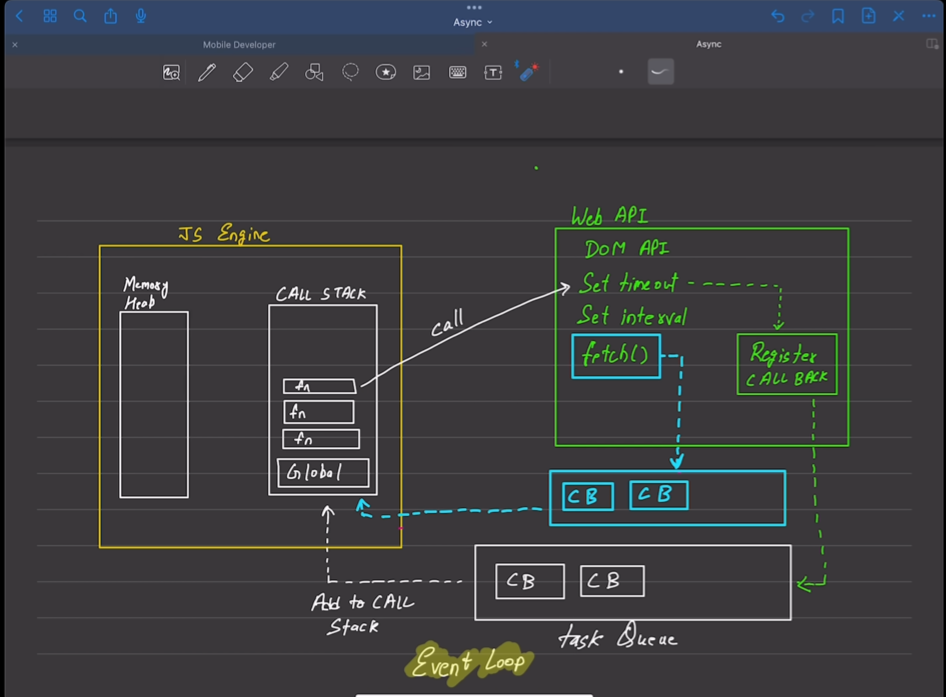 Async
Mobile Developer
Async
Web API
JS Engine
DOM API
Memory
Heap
CALL STACK
Set timeout
call
Set interval
fetch()
Register
CALL BACK
fn
fn
fn
Global
CB CB
CB CB
Add to CALL
Stack
task Queue
Event Loop